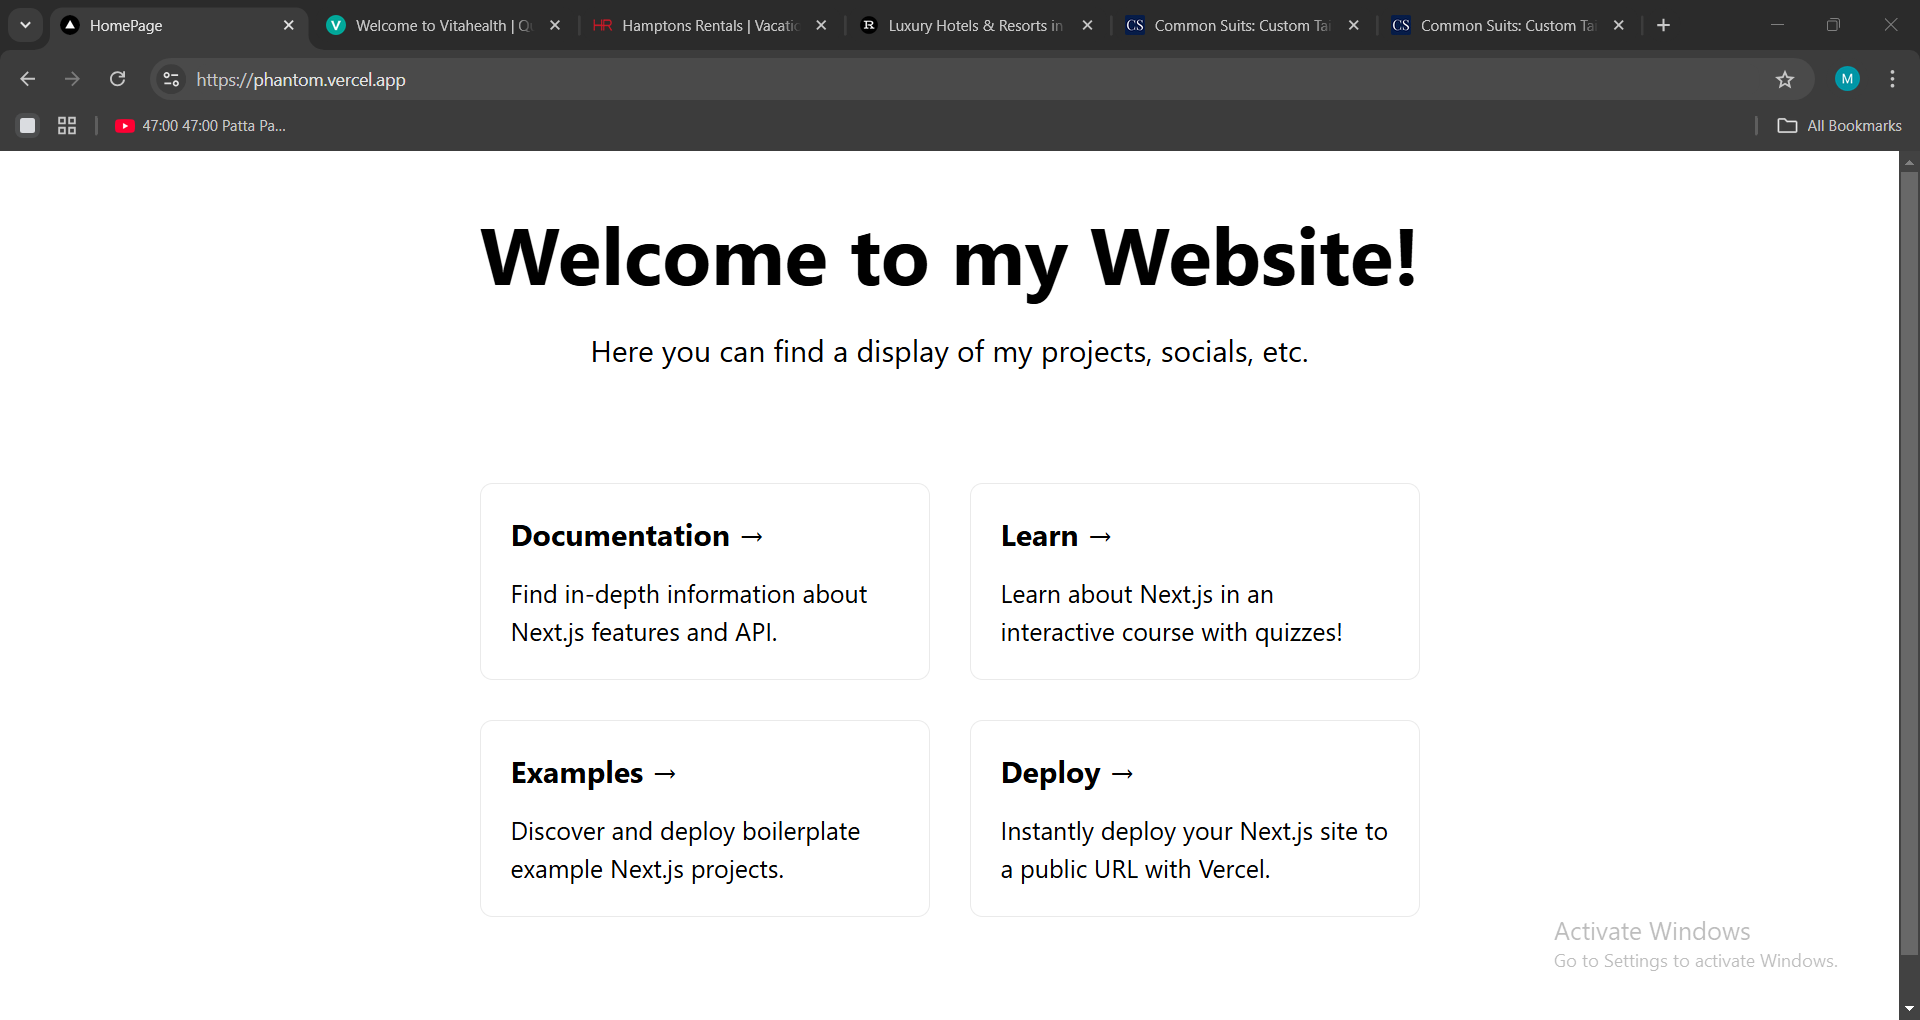 HomePage
Welcome to Vitahealth | Q
HR Hamptons Rentals | Vacati
R Luxury Hotels & Resorts in
CS Common Suits: Custom Ta
CS Common Suits: Custom Ta
https://phantom.vercel.app
M
47:00 47:00 Patta Pa...
All Bookmarks
Welcome to my Website!
Here you can find a display of my projects, socials, etc.
Documentation →
Find in-depth information about
Next.js features and API.
Learn →
Learn about Next.js in an
interactive course with quizzes!
Examples →
Discover and deploy boilerplate
example Next.js projects.
Deploy →
Instantly deploy your Next.js site to
a public URL with Vercel.
Activate Windows
Go to Settings to activate Windows.